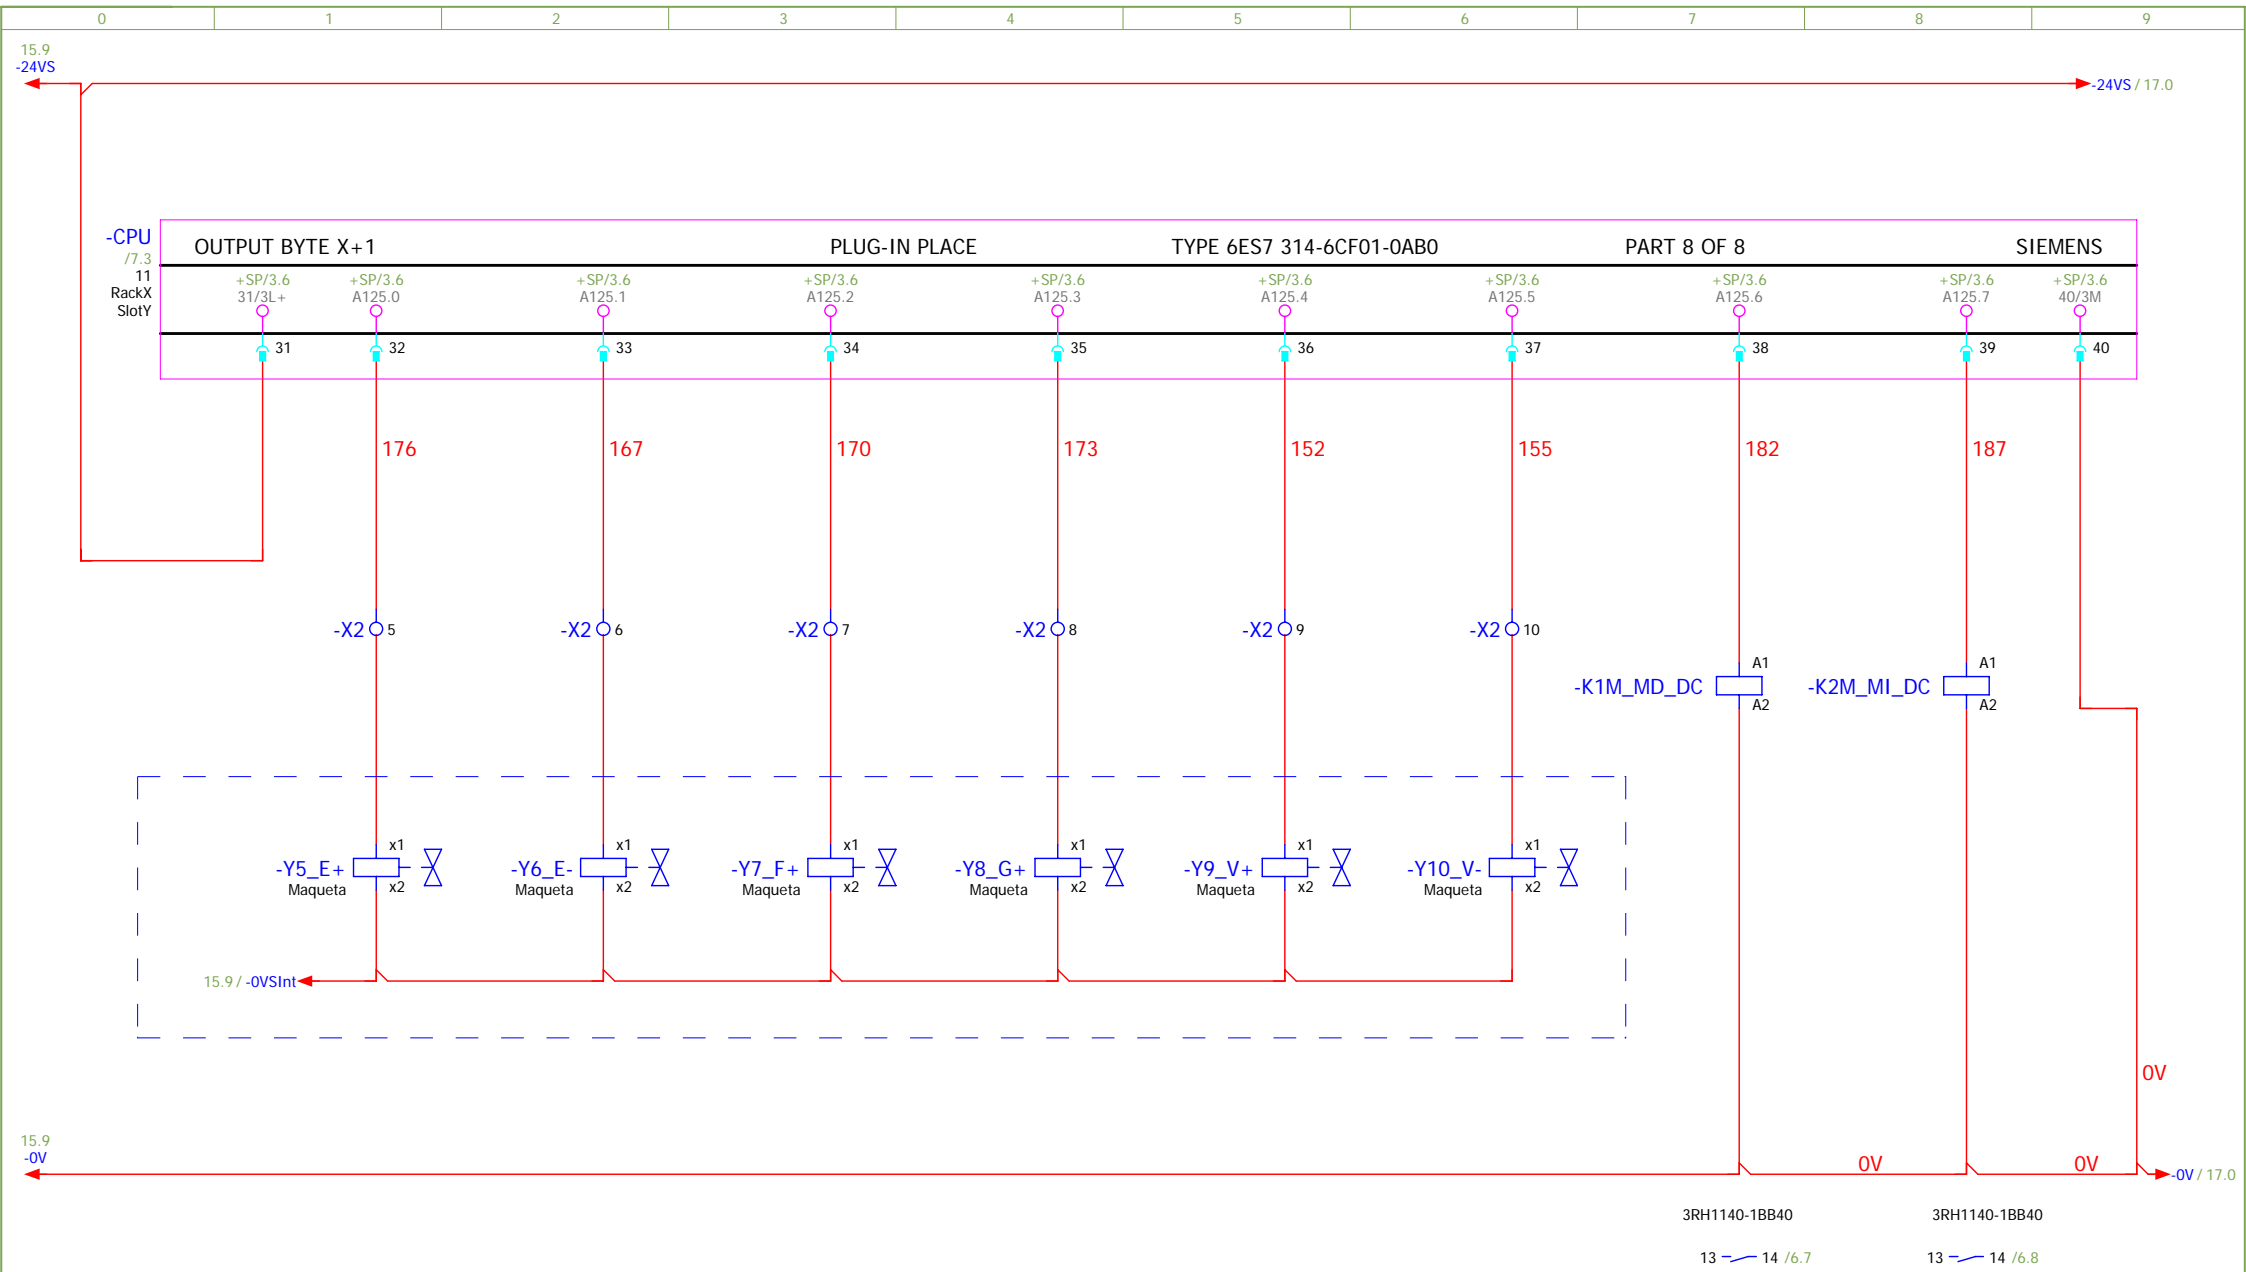 0 1 2 3 4 5 6 7 8 9
15.9
-24VS
-24VS / 17.0
-CPU
/7.3
11
RackX
SlotY
OUTPUT BYTE X+1 PLUG-IN PLACE TYPE 6ES7 314-6CF01-0AB0 PART 8 OF 8 SIEMENS
+SP/3.6 +SP/3.6 +SP/3.6 +SP/3.6 +SP/3.6 +SP/3.6 +SP/3.6 +SP/3.6 +SP/3.6 +SP/3.6
31/3L+ A125.0 A125.1 A125.2 A125.3 A125.4 A125.5 A125.6 A125.7 40/3M
31 32 33 34 35 36 37 38 39 40
176 167 170 173 152 155 182 187
-X2 5 -X2 6 -X2 7 -X2 8 -X2 9 -X2 10
A1 A1
-K1M_MD_DC -K2M_MI_DC
A2 A2
x1 x1 x1 x1 x1 x1
-Y5_E+ -Y6_E- -Y7_F+ -Y8_G+ -Y9_V+ -Y10_V-
Maqueta x2 Maqueta x2 Maqueta x2 Maqueta x2 Maqueta x2 Maqueta x2
15.9 / -0VSInt
0V
15.9
-0V
0V 0V
-0V / 17.0
3RH1140-1BB40 3RH1140-1BB40
13 14 /6.7 13 14 /6.8